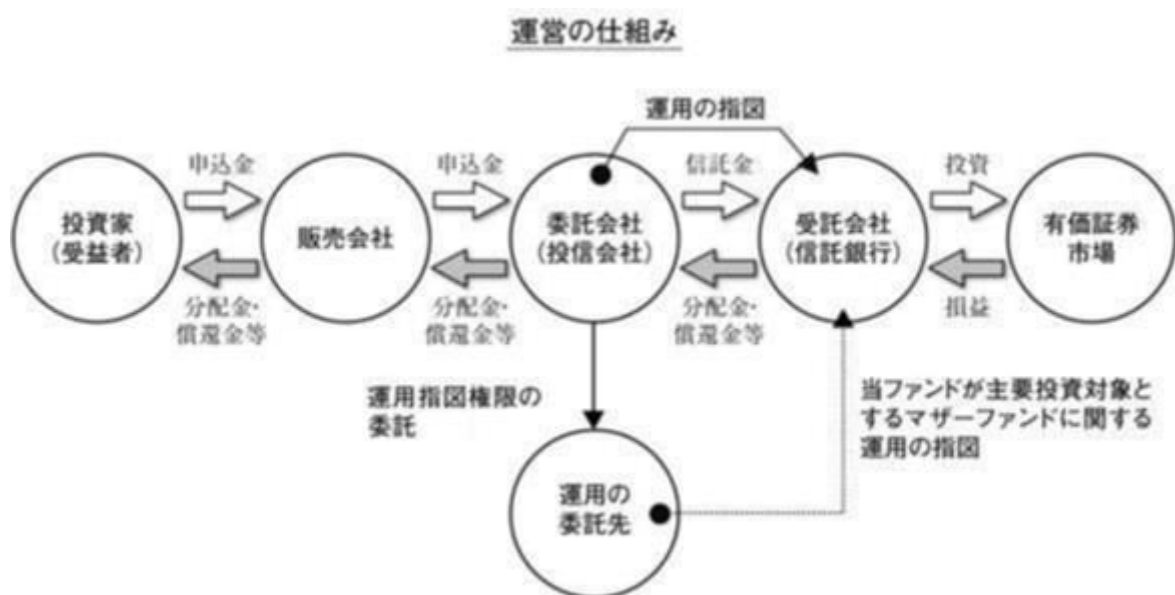 運営の仕組み
運用の指図
申込金
申込金
信託金
投資
投資家
(受益者)
販売会社
委託会社
(投信会社)
受託会社
(信託銀行)
有価証券
市場
分配金・
償還金等
分配金・
償還金等
分配金・
償還金等
損益
運用指図権限の
委託
当ファンドが主要投資対象と
するマザーファンドに関する
運用の指図
運用の
委託先